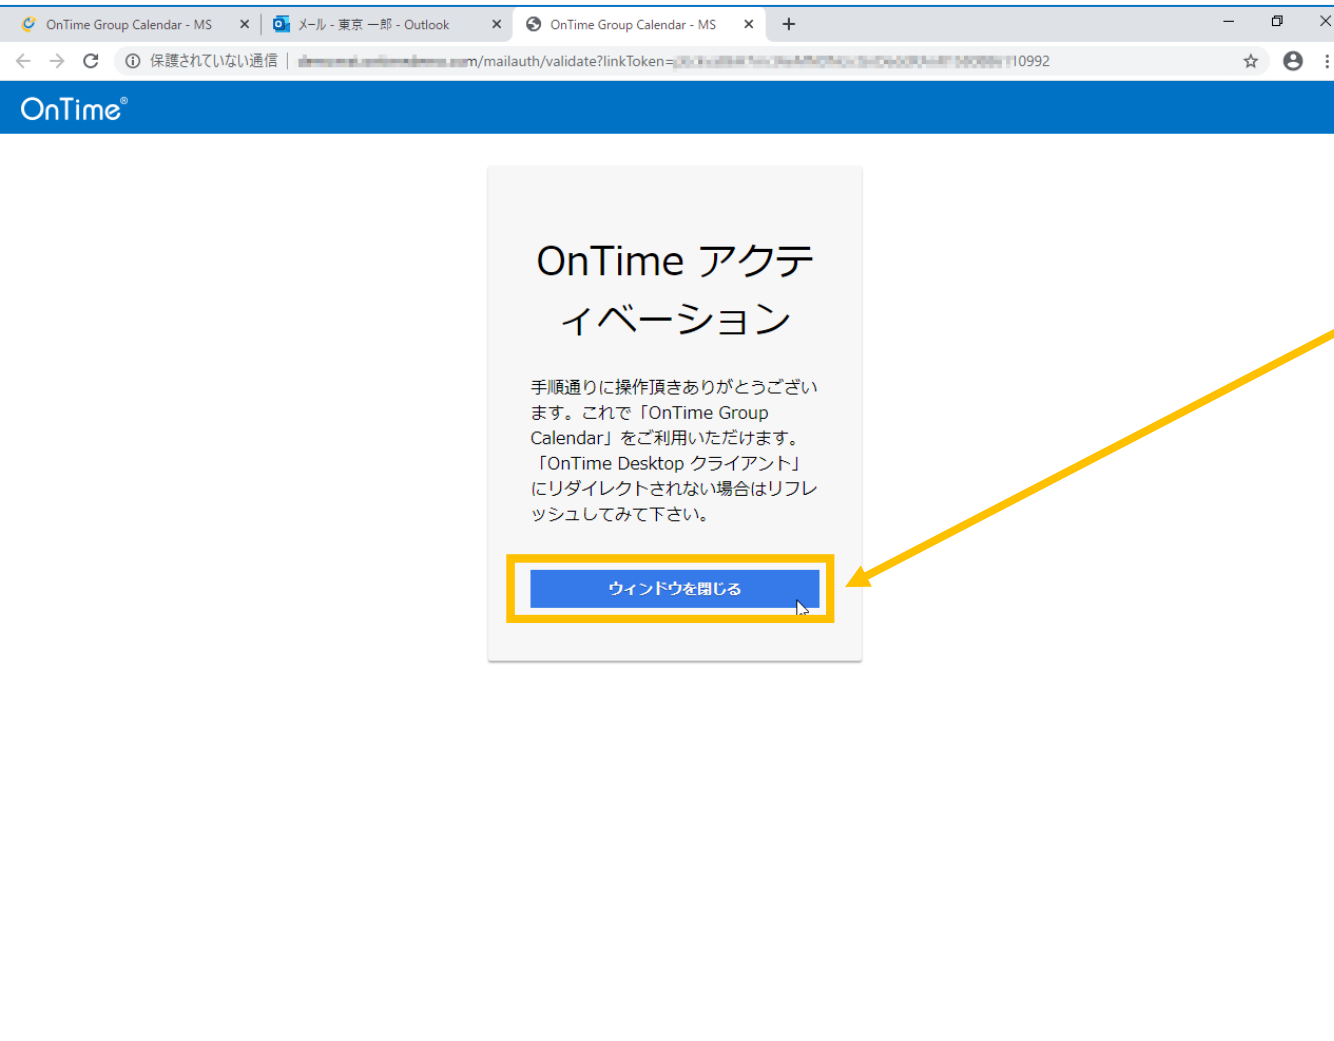 OnTime Group Calendar - MS
メール - 東京 一郎 - Outlook
OnTime Group Calendar - MS
保護されていない通信
/mailauth/validate?linkToken=
10992
OnTime®
OnTime アクテ
ィベーション
手順通りに操作頂きありがとうござい
ます。これで「OnTime Group
Calendar」をご利用いただけます。
「OnTime Desktop クライアント」
にリダイレクトされない場合はリフレ
ッシュしてみて下さい。
ウィンドウを閉じる